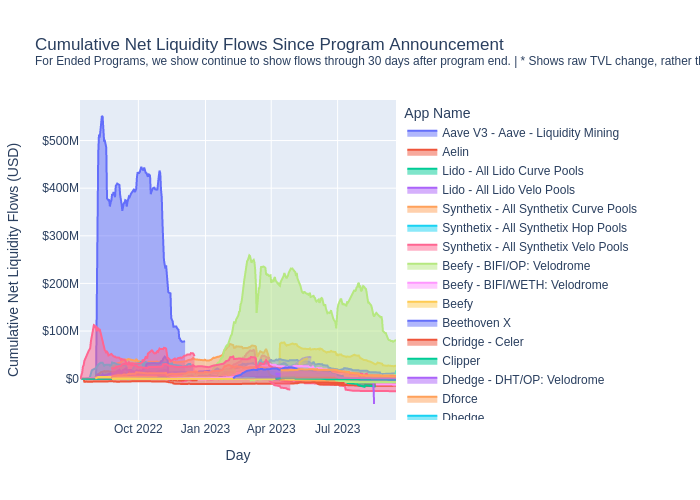 Cumulative Net Liquidity Flows Since Program Announcement
For Ended Programs, we show continue to show flows through 30 days after program end. | * Shows raw TVL change, rather
App Name
Aave V3 - Aave - Liquidity Mining
Aelin
Lido - All Lido Curve Pools
Lido - All Lido Velo Pools
Synthetix - All Synthetix Curve Pools
Synthetix - All Synthetix Hop Pools
Synthetix - All Synthetix Velo Pools
Beefy - BIFI/OP: Velodrome
Beefy - BIFI/WETH: Velodrome
Beefy
Beethoven X
Cbridge - Celer
Clipper
Dhedge - DHT/OP: Velodrome
Dforce
Dhedge
$500M
$400M
$300M
$200M
$100M
$0
Cumulative Net Liquidity Flows (USD)
Oct 2022
Jan 2023
Apr 2023
Jul 2023
Day